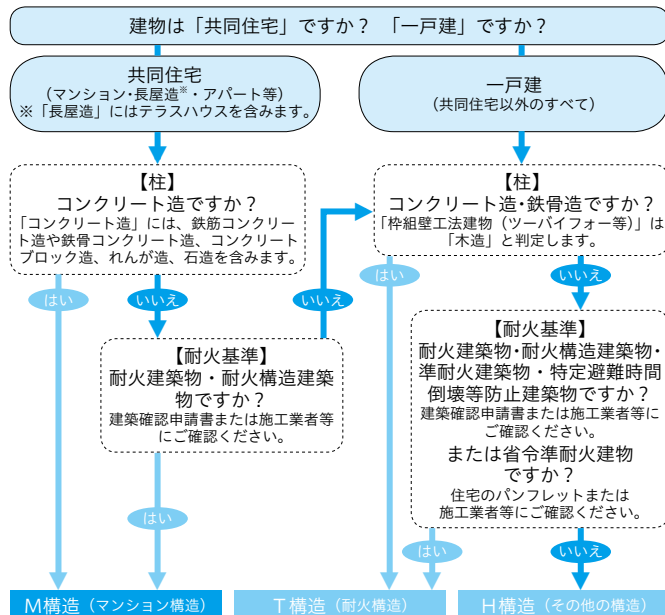 建物は「共同住宅」ですか？ 「一戸建」ですか？
共同住宅
（マンション・長屋造※・アパート等）
※「長屋造」にはテラスハウスを含みます。
一戸建
（共同住宅以外のすべて）
【柱】
コンクリート造ですか？
「コンクリート造」には、鉄筋コンクリー
ト造や鉄骨コンクリート造、コンクリート
ブロック造、れんが造、石造を含みます。
【柱】
コンクリート造・鉄骨造ですか？
「枠組壁工法建物（ツーバイフォー等）」は
「木造」と判定します。
はい
いいえ
いいえ
はい
いいえ
【耐火基準】
耐火建築物・耐火構造建築
物ですか？
建築確認申請書または施工業者等
にご確認ください。
【耐火基準】
耐火建築物・耐火構造建築物・
準耐火建築物・特定避難時間
倒壊等防止建築物ですか？
建築確認申請書または施工業者等に
ご確認ください。
または省令準耐火建物
ですか？
住宅のパンフレットまたは
施工業者等にご確認ください。
はい
はい
いいえ
M構造（マンション構造）
T構造（耐火構造）
H構造（その他の構造）